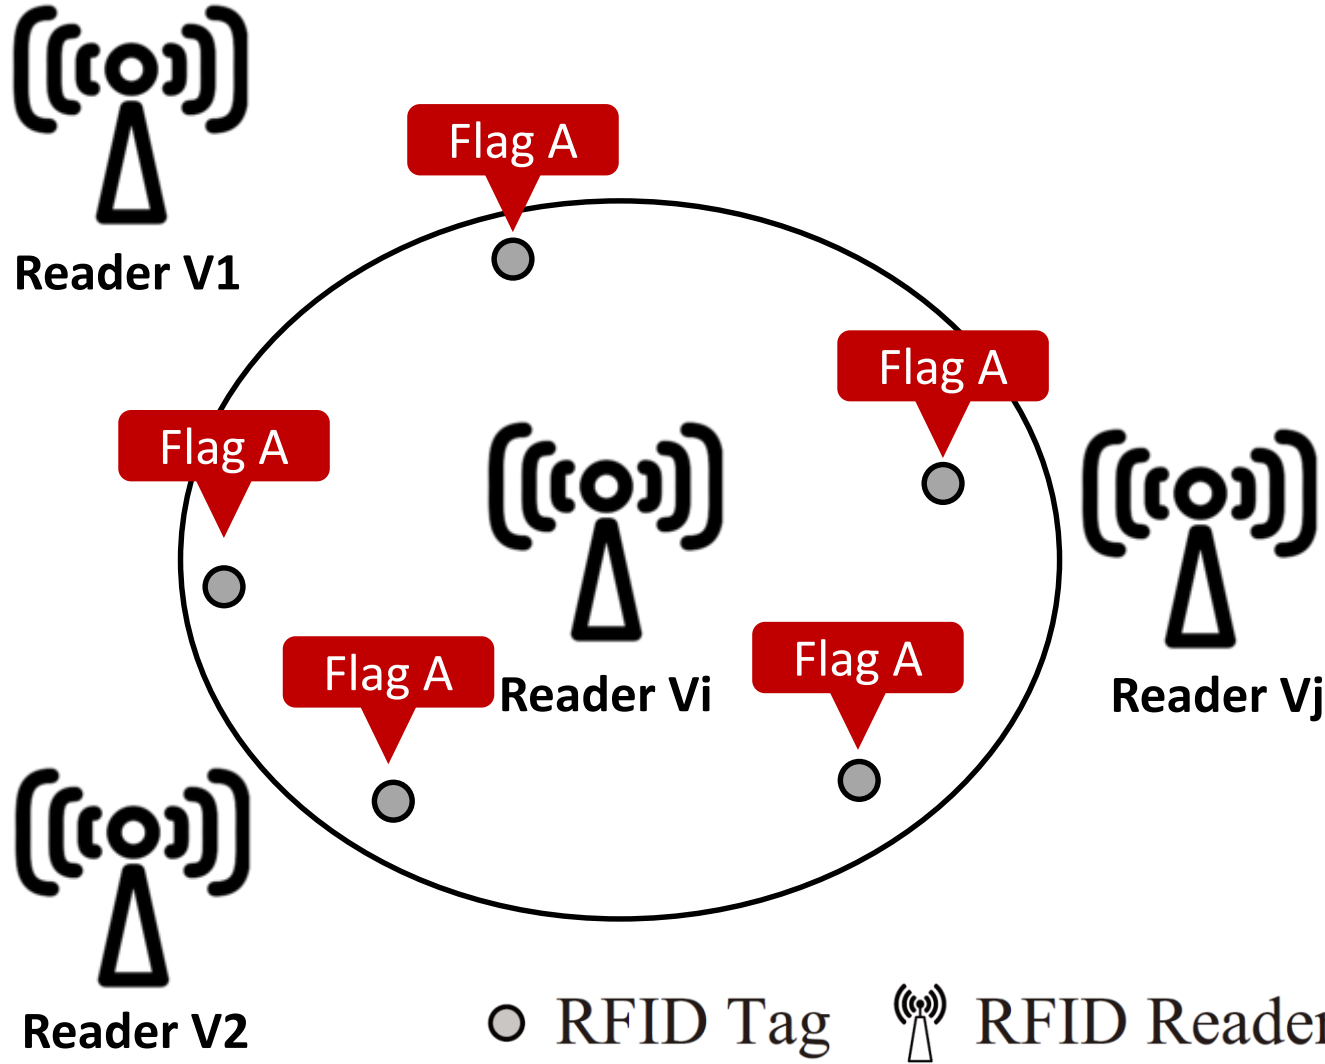 Flag A
Reader V1
Flag A
Flag A
Flag A
Flag A
Reader Vi
Reader Vj
Reader V2
RFID Tag
RFID Reader